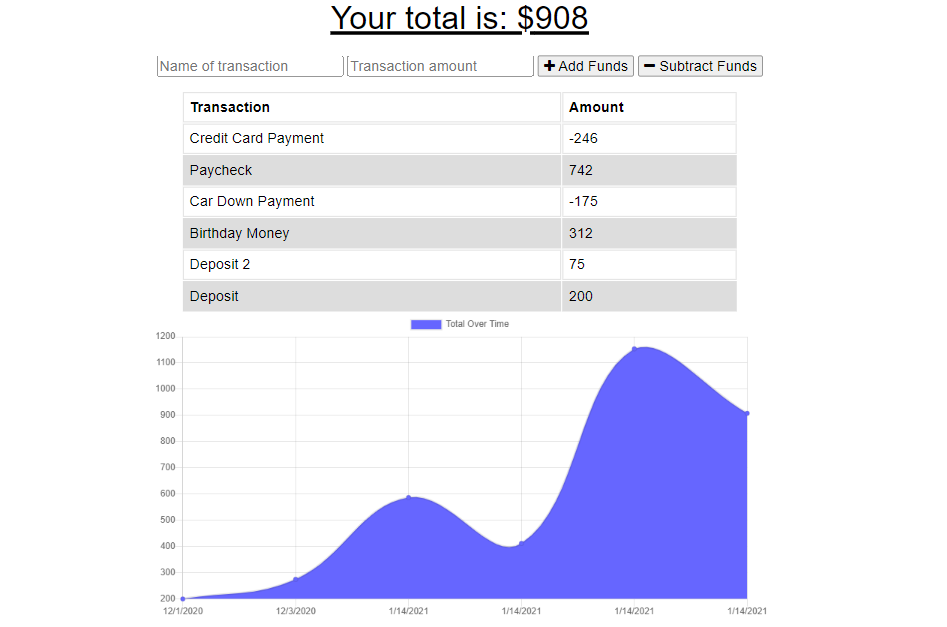 Your total is: $908
Name of transaction Transaction amount + Add Funds − Subtract Funds
Transaction Amount
Credit Card Payment -246
Paycheck 742
Car Down Payment -175
Birthday Money 312
Deposit 2 75
Deposit 200
Total Over Time
1200
1100
1000
900
800
700
600
500
400
300
200
12/1/2020 12/3/2020 1/14/2021 1/14/2021 1/14/2021 1/14/2021